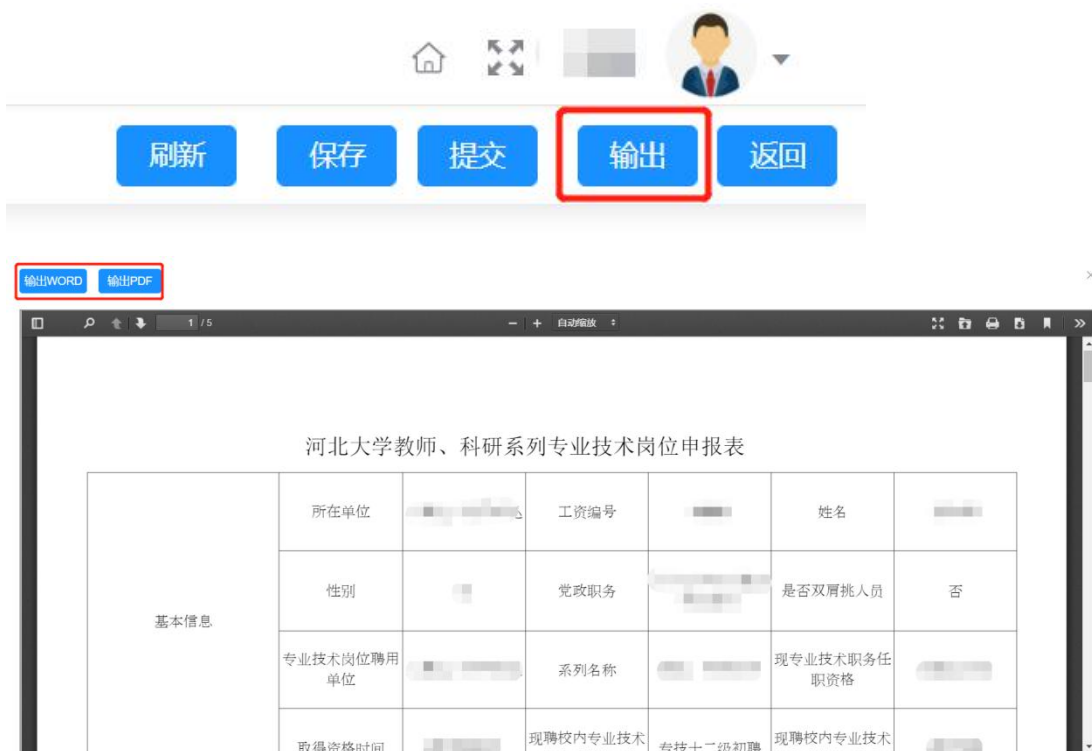 刷新 保存 提交 输出 返回
输出WORD 输出PDF
1 /5 自动缩放
河北大学教师、科研系列专业技术岗位申报表
所在单位 工资编号 姓名
性别 党政职务 是否双肩挑人员 否
基本信息
专业技术岗位聘用
单位
系列名称
现专业技术职务任
职资格
取得资格时间
现聘校内专业技术
专技十二级初聘
现聘校内专业技术